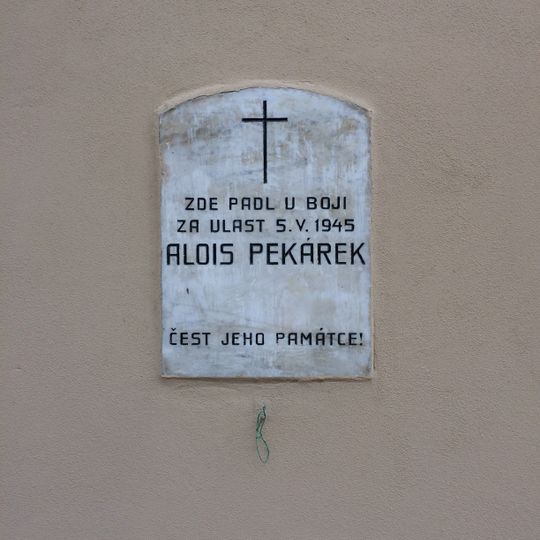 ZDE PADL V BOJI
ZA VLAST 5.V.1945
ALOIS PEKÁREK
ČEST JEHO PAMÁTCE!